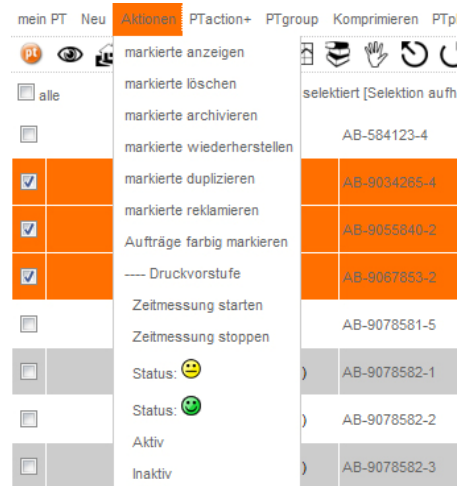 mein PT Neu Aktionen PTaction+ PTgroup Komprimieren
pt
alle
selektiert [Selektion aufh
markierte anzeigen
markierte löschen
markierte archivieren
markierte wiederherstellen
markierte duplizieren
markierte reklamieren
Aufträge farbig markieren
---- Druckvorstufe
Zeitmessung starten
Zeitmessung stoppen
Status:
Status:
Aktiv
Inaktiv
AB-584123-4
AB-9034265-4
AB-9055840-2
AB-9067853-2
AB-9078581-5
) AB-9078582-1
) AB-9078582-2
) AB-9078582-3